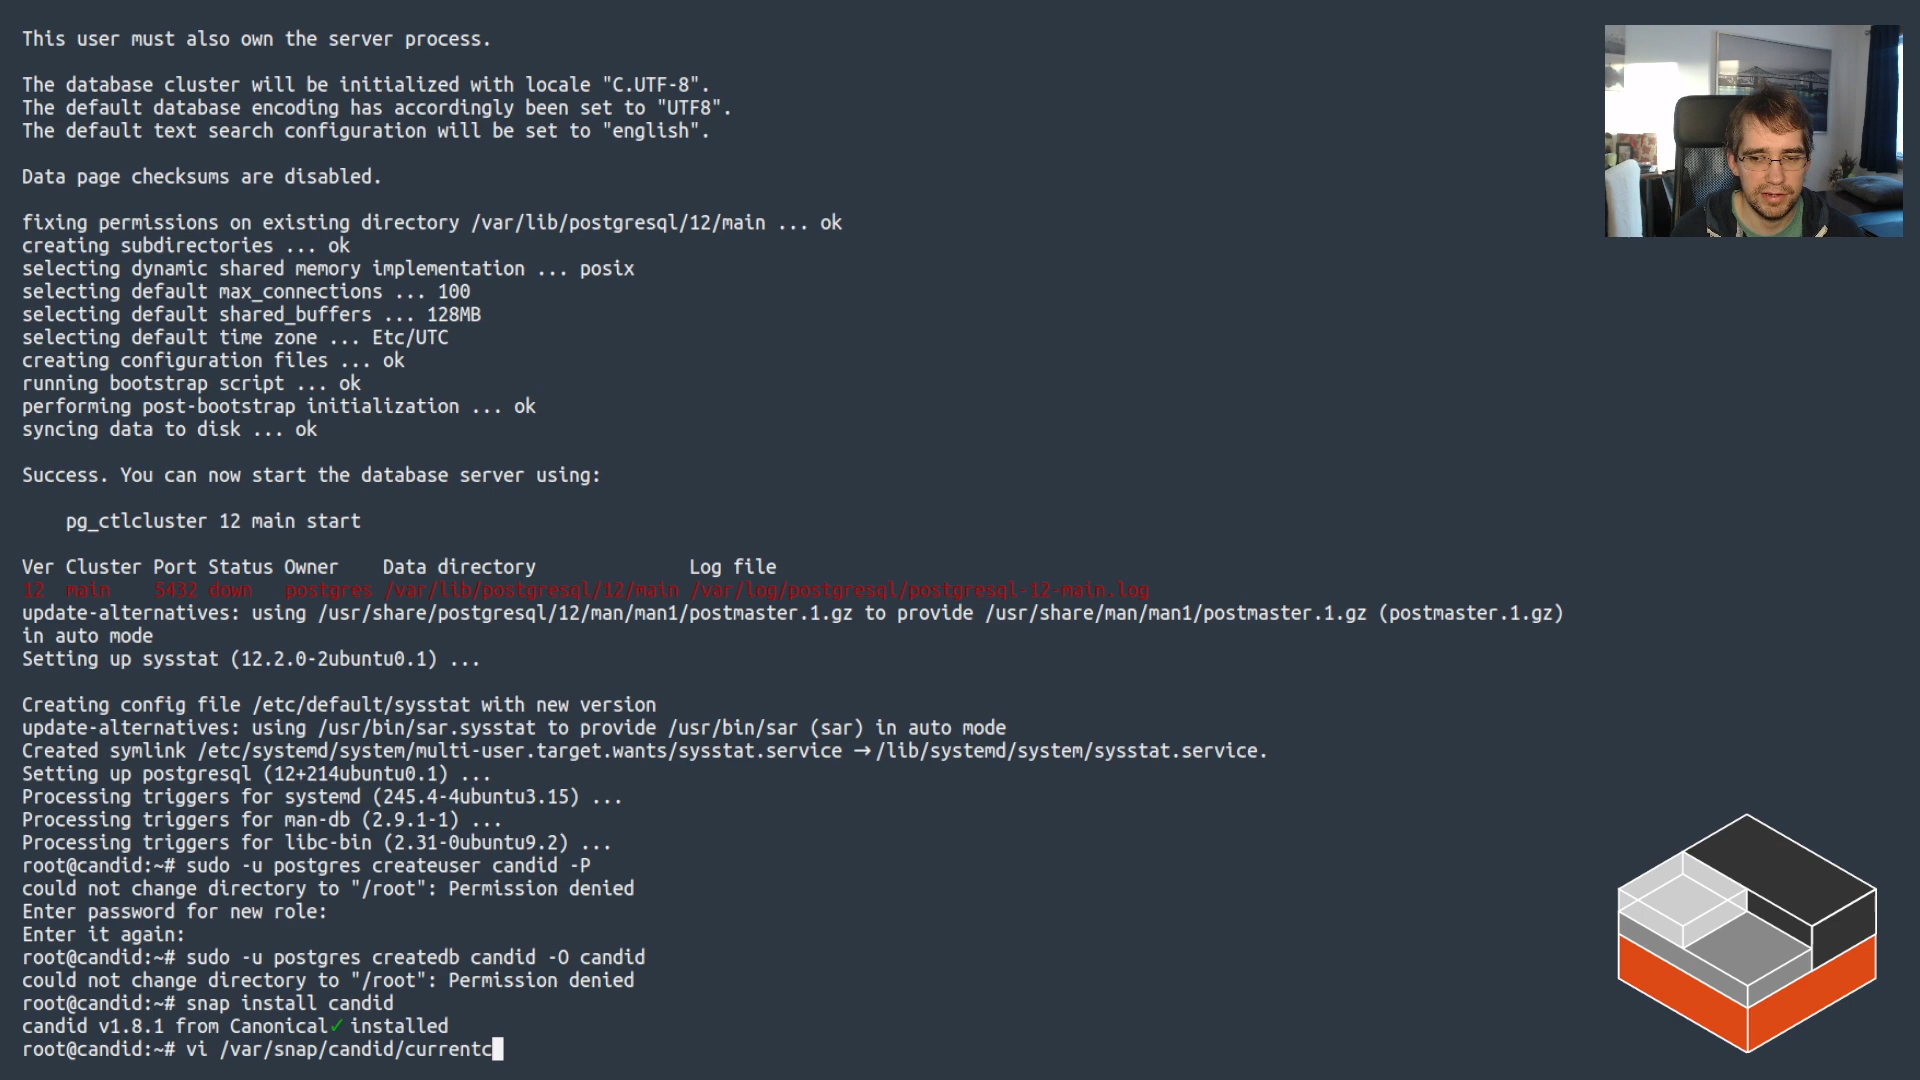 This user must also own the server process.
The database cluster will be initialized with locale "C.UTF-8".
The default database encoding has accordingly been set to "UTF8".
The default text search configuration will be set to "english".
Data page checksums are disabled.
fixing permissions on existing directory /var/lib/postgresql/12/main ... ok
creating subdirectories ... ok
selecting dynamic shared memory implementation ... posix
selecting default max_connections ... 100
selecting default shared_buffers ... 128MB
selecting default time zone ... Etc/UTC
creating configuration files ... ok
running bootstrap script ... ok
performing post-bootstrap initialization ... ok
syncing data to disk ... ok
Success. You can now start the database server using:
pg_ctlcluster 12 main start
Ver Cluster Port Status Owner    Data directory              Log file
12  main    5432 down   postgres /var/lib/postgresql/12/main /var/log/postgresql/postgresql-12-main.log
update-alternatives: using /usr/share/postgresql/12/man/man1/postmaster.1.gz to provide /usr/share/man/man1/postmaster.1.gz (postmaster.1.gz)
in auto mode
Setting up sysstat (12.2.0-2ubuntu0.1) ...
Creating config file /etc/default/sysstat with new version
update-alternatives: using /usr/bin/sar.sysstat to provide /usr/bin/sar (sar) in auto mode
Created symlink /etc/systemd/system/multi-user.target.wants/sysstat.service → /lib/systemd/system/sysstat.service.
Setting up postgresql (12+214ubuntu0.1) ...
Processing triggers for systemd (245.4-4ubuntu3.15) ...
Processing triggers for man-db (2.9.1-1) ...
Processing triggers for libc-bin (2.31-0ubuntu9.2) ...
root@candid:~# sudo -u postgres createuser candid -P
could not change directory to "/root": Permission denied
Enter password for new role:
Enter it again:
root@candid:~# sudo -u postgres createdb candid -O candid
could not change directory to "/root": Permission denied
root@candid:~# snap install candid
candid v1.8.1 from Canonical✓ installed
root@candid:~# vi /var/snap/candid/currentc